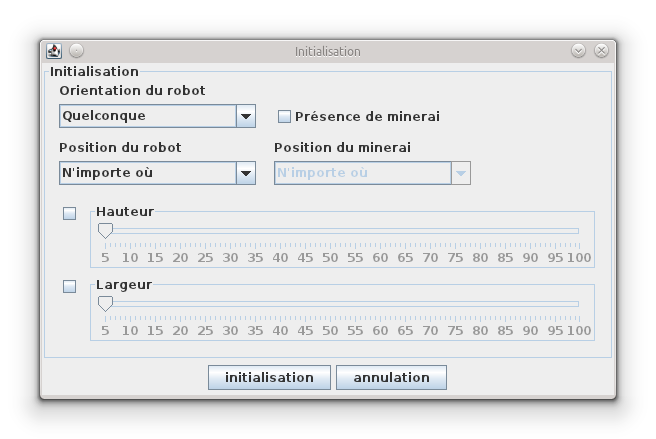 Initialisation
Initialisation
Orientation du robot
Quelconque
Présence de minerai
Position du robot
Position du minerai
N'importe où
N'importe où
Hauteur
5 10 15 20 25 30 35 40 45 50 55 60 65 70 75 80 85 90 95 100
Largeur
5 10 15 20 25 30 35 40 45 50 55 60 65 70 75 80 85 90 95 100
initialisation
annulation